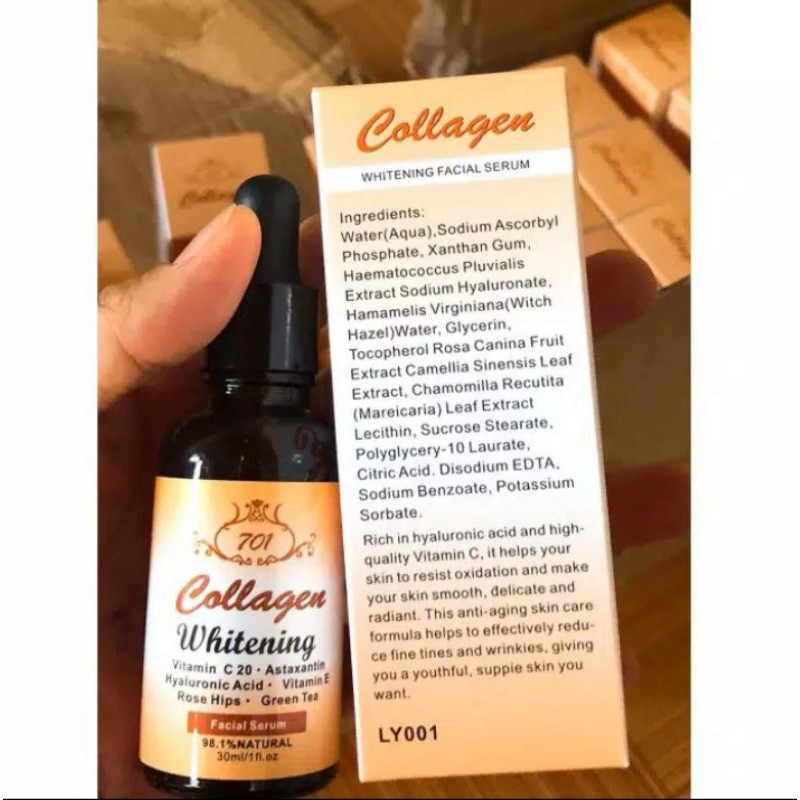 Collagen
WHITENING FACIAL SERUM
Ingredients:
Water(Aqua),Sodium Ascorbyl
Phosphate, Xanthan Gum,
Haematococcus Pluvialis
Extract Sodium Hyaluronate,
Hamamelis Virginiana(Witch
Hazel)Water, Glycerin,
Tocopherol Rosa Canina Fruit
Extract Camellia Sinensis Leaf
Extract, Chamomilla Recutita
(Mareicaria) Leaf Extract
Lecithin, Sucrose Stearate,
Polyglycery-10 Laurate,
Citric Acid. Disodium EDTA,
Sodium Benzoate, Potassium
Sorbate.
Rich in hyaluronic acid and high-
quality Vitamin C, it helps your
skin to resist oxidation and make
your skin smooth, delicate and
radiant. This anti-aging skin care
formula helps to effectively redu-
ce fine tines and wrinkies, giving
you a youthful, suppie skin you
want.
LY001
701
Collagen
Whitening
Vitamin C 20 · Astaxantin
Hyaluronic Acid · Vitamin E
Rose Hips · Green Tea
Facial Serum
98.1%NATURAL
30ml/1fl.oz